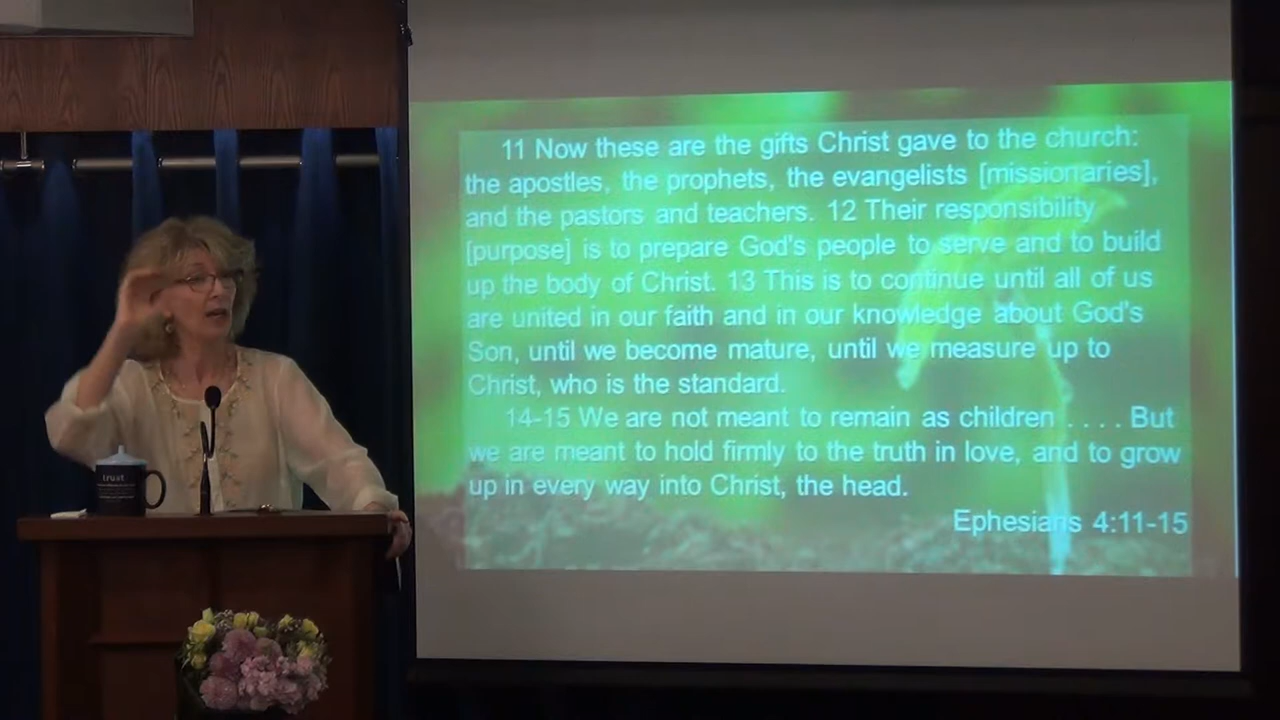 11 Now these are the gifts Christ gave to the church:
the apostles, the prophets, the evangelists [missionaries],
and the pastors and teachers. 12 Their responsibility
[purpose] is to prepare God's people to serve and to build
up the body of Christ. 13 This is to continue until all of us
are united in our faith and in our knowledge about God's
Son, until we become mature, until we measure up to
Christ, who is the standard.
14-15 We are not meant to remain as children . . . . But
we are meant to hold firmly to the truth in love, and to grow
up in every way into Christ, the head.
Ephesians 4:11-15
trust